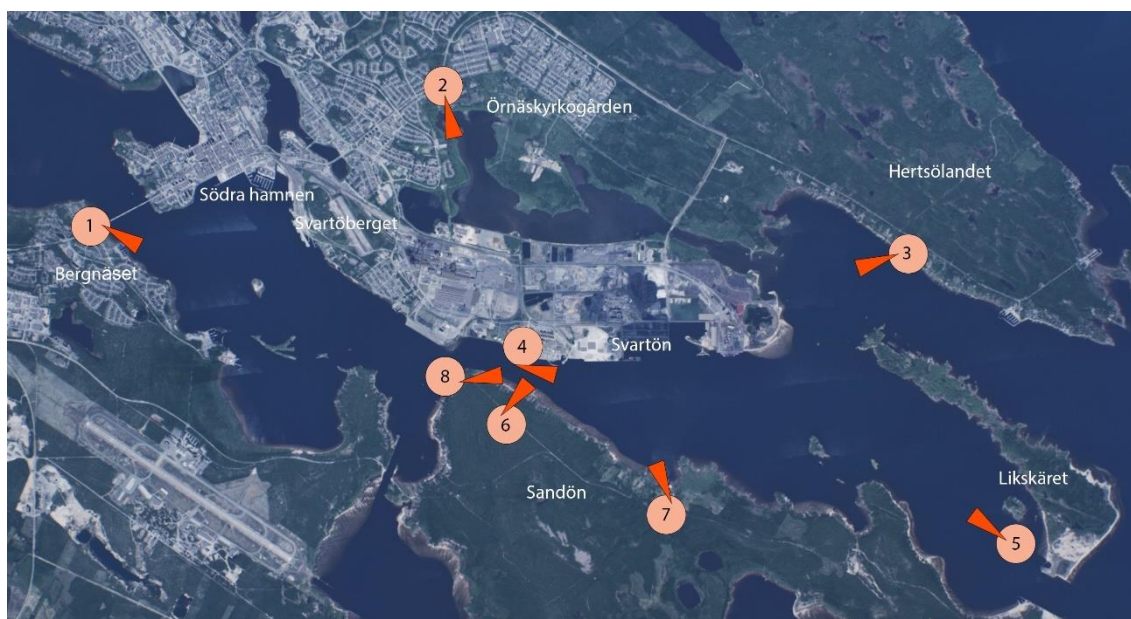 2
Örnäskyrkogården
Hertsölandet
Södra hamnen
1
Svartöberget
3
Bergnäset
4
Svartön
8
6
Likskäret
Sandön
7
5